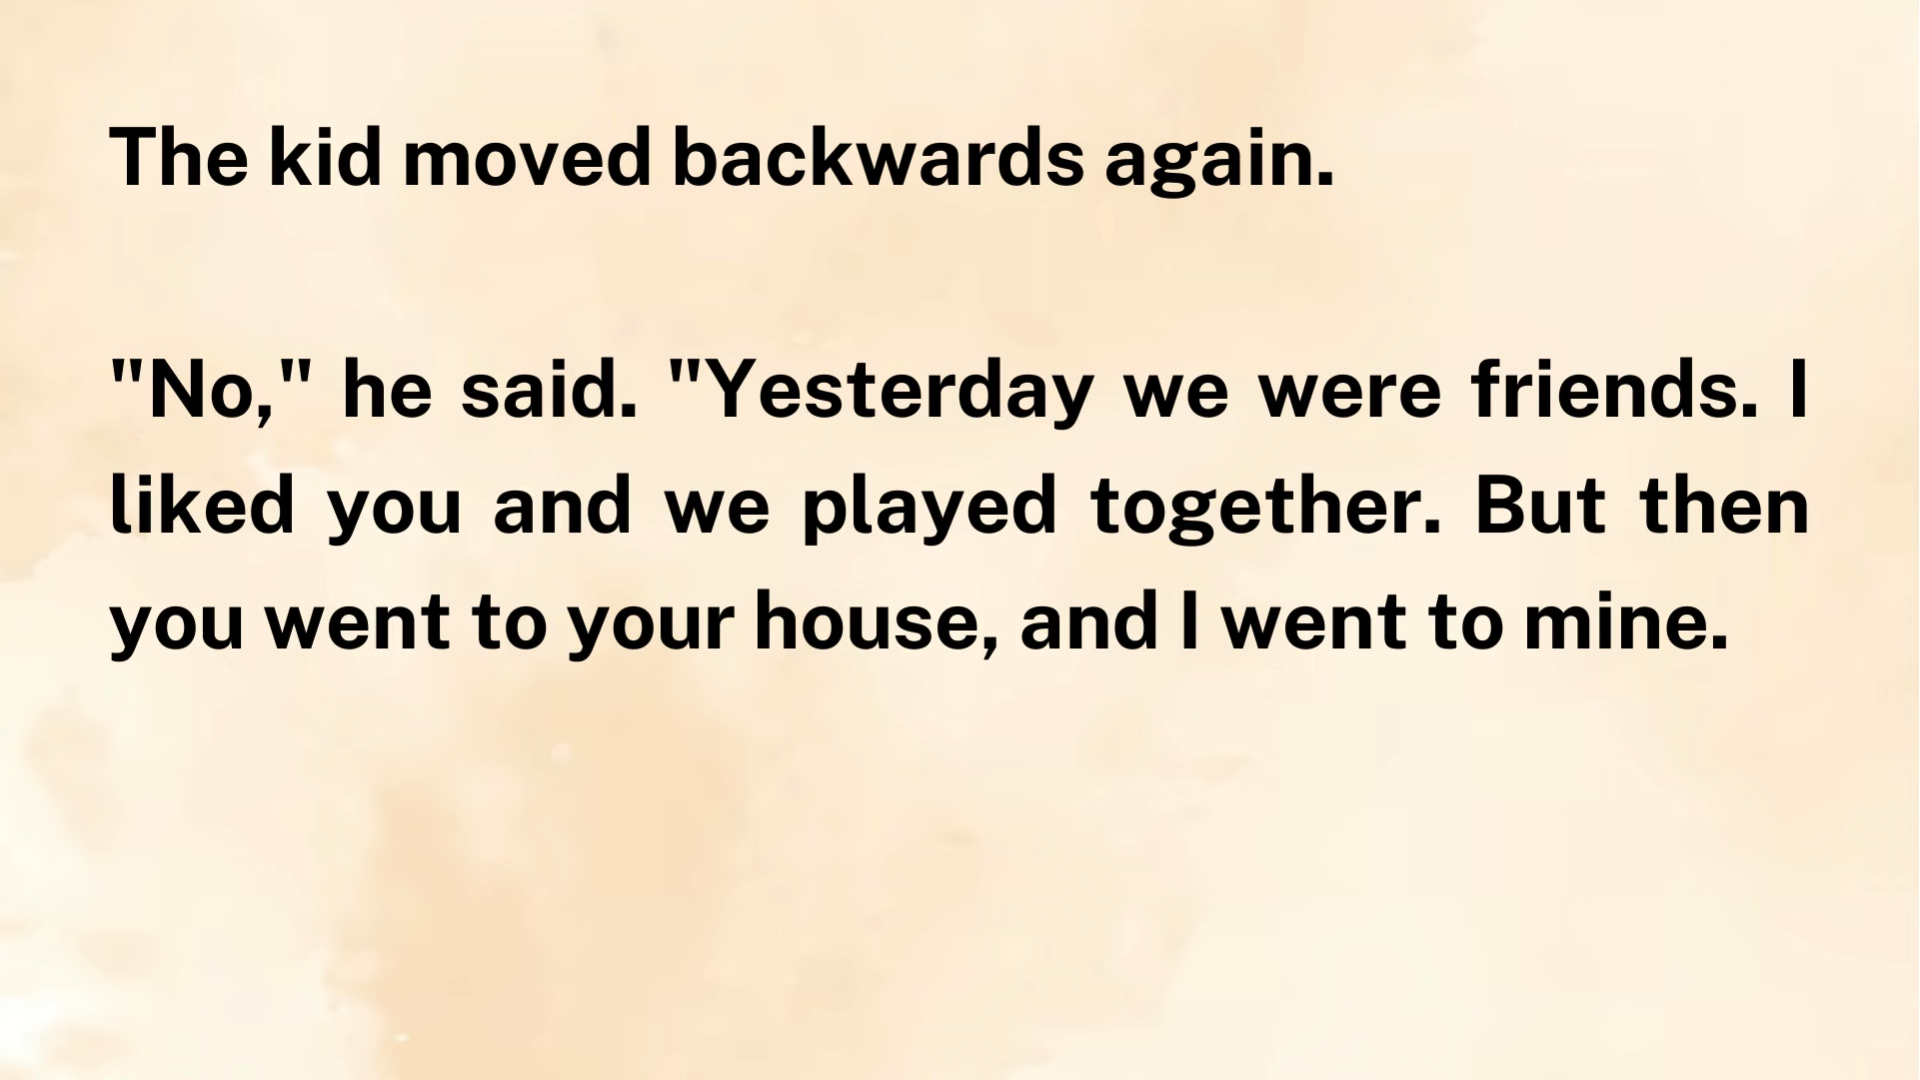 The kid moved backwards again.
"No," he said. "Yesterday we were friends. I
liked you and we played together. But then
you went to your house, and I went to mine.